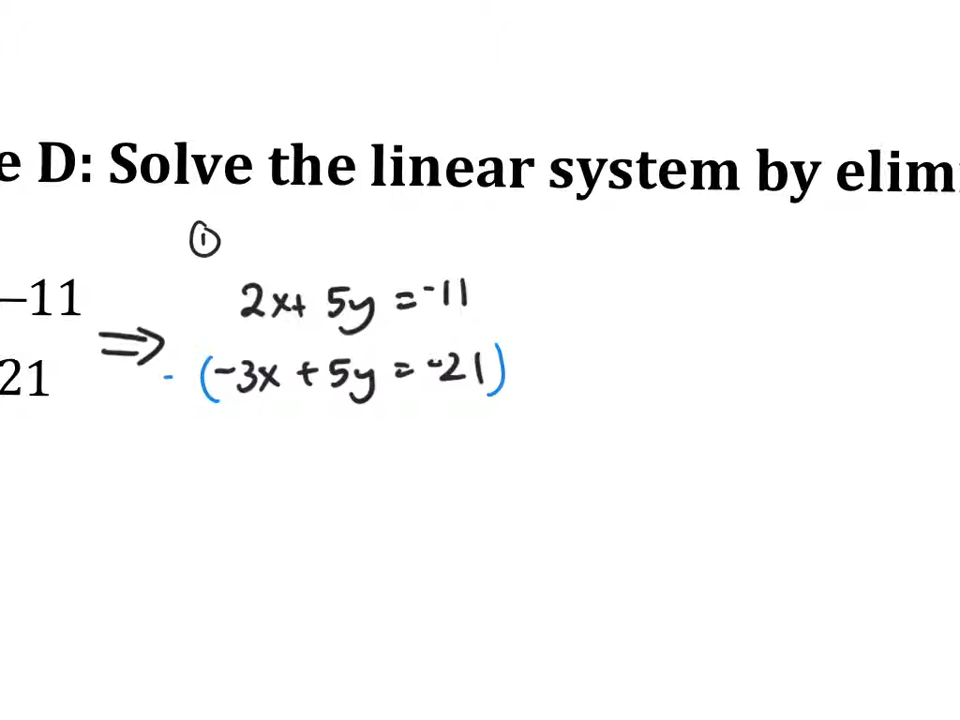 e D: Solve the linear system by elim
①
−11 ⇒ 2x+ 5y = -11
21 - (-3x + 5y = -21)